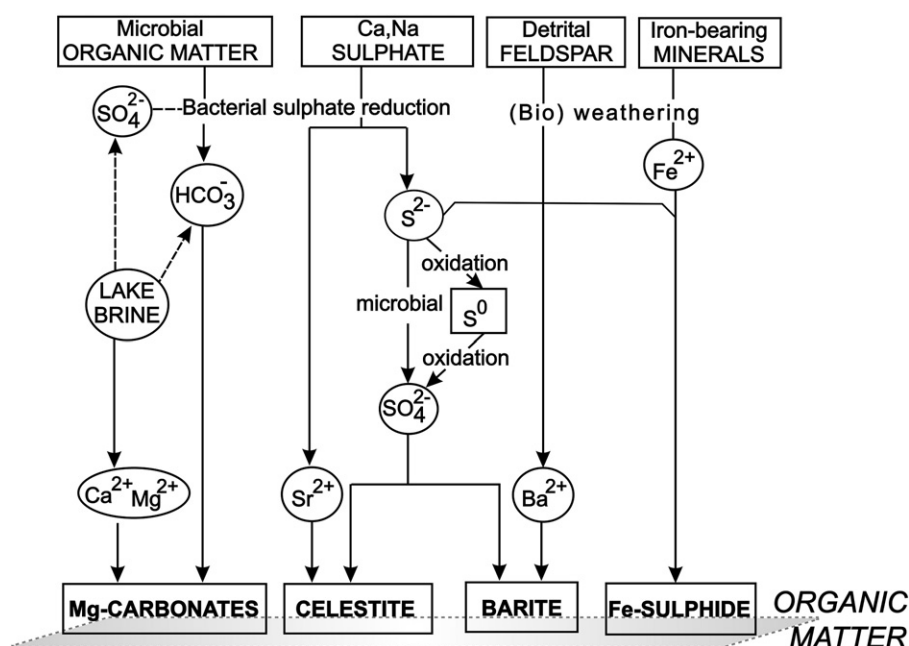 Microbial
ORGANIC MATTER
Ca,Na
SULPHATE
Detrital
FELDSPAR
Iron-bearing
MINERALS
SO4 2-
Bacterial sulphate reduction
(Bio) weathering
Fe2+
HCO3-
S2-
oxidation
LAKE
BRINE
microbial
S0
oxidation
SO4 2-
Ca2+ Mg2+
Sr2+
Ba2+
Mg-CARBONATES
CELESTITE
BARITE
Fe-SULPHIDE
ORGANIC
MATTER